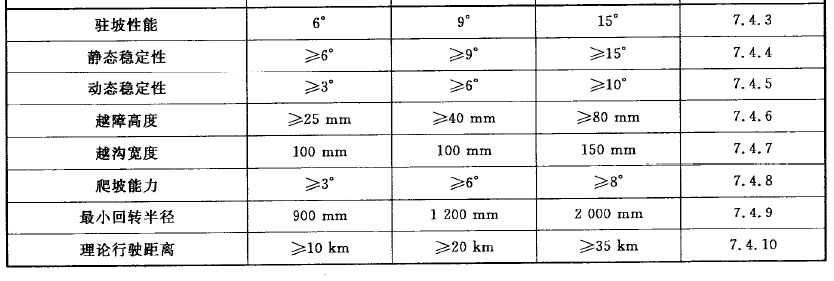 驻坡性能 6° 9° 15° 7.4.3
静态稳定性 ≥6° ≥9° ≥15° 7.4.4
动态稳定性 ≥3° ≥6° ≥10° 7.4.5
越障高度 ≥25 mm ≥40 mm ≥80 mm 7.4.6
越沟宽度 100 mm 100 mm 150 mm 7.4.7
爬坡能力 ≥3° ≥6° ≥8° 7.4.8
最小回转半径 900 mm 1 200 mm 2 000 mm 7.4.9
理论行驶距离 ≥10 km ≥20 km ≥35 km 7.4.10